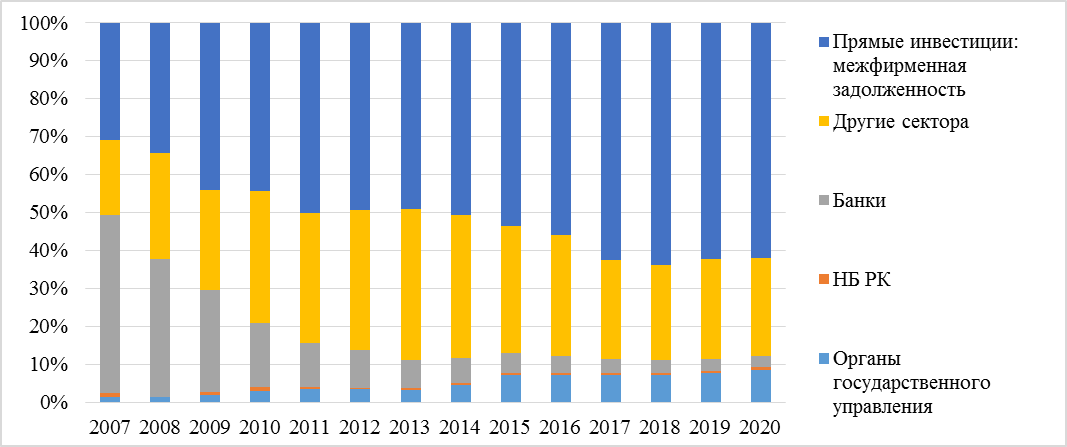 100%
90%
80%
70%
60%
50%
40%
30%
20%
10%
0%
2007 2008 2009 2010 2011 2012 2013 2014 2015 2016 2017 2018 2019 2020
Прямые инвестиции:
межфирменная
задолженность
Другие сектора
Банки
НБ РК
Органы
государственного
управления